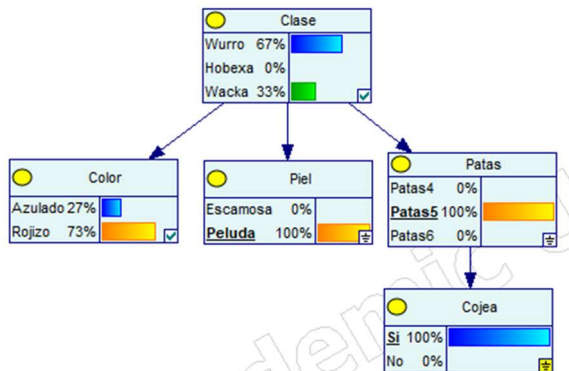 Clase
Wurro 67%
Hobexa 0%
Wacka 33%
Color
Azulado 27%
Rojizo 73%
Piel
Escamosa 0%
Peluda 100%
Patas
Patas4 0%
Patas5 100%
Patas6 0%
Cojea
Si 100%
No 0%
demic